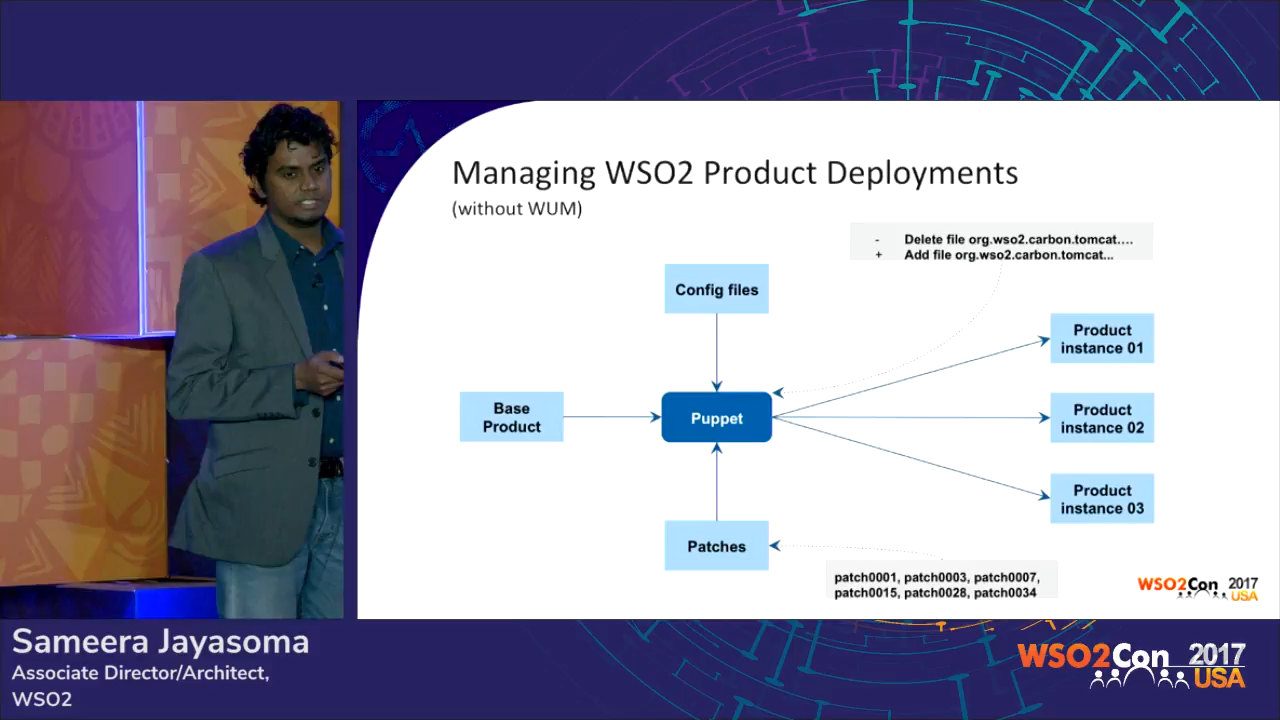 Managing WSO2 Product Deployments
(without WUM)
- Delete file org.wso2.carbon.tomcat....
+ Add file org.wso2.carbon.tomcat...
Config files
Product
instance 01
Base
Product
Puppet
Product
instance 02
Product
instance 03
Patches
patch0001, patch0003, patch0007,
patch0015, patch0028, patch0034
WSO2Con 2017
USA
Sameera Jayasoma
Associate Director/Architect,
WSO2
WSO2Con 2017
USA